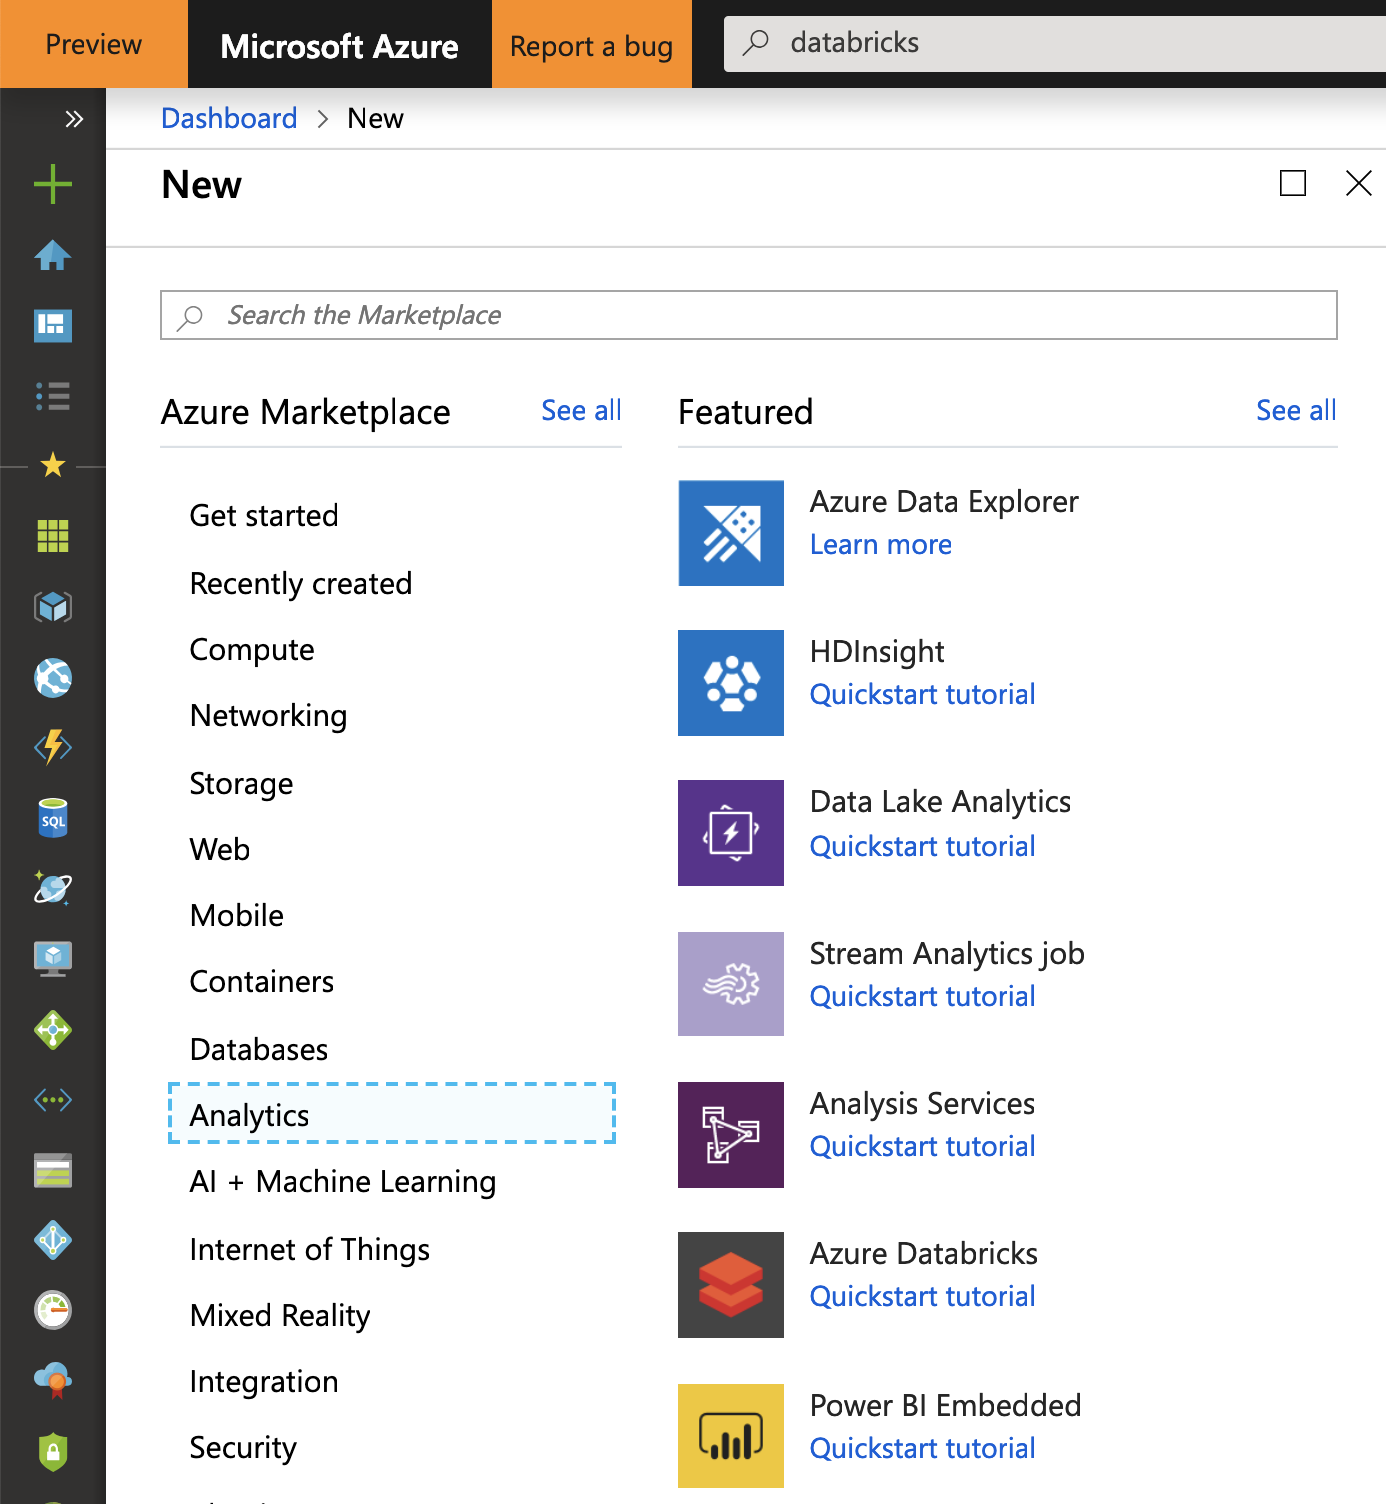 Preview
Microsoft Azure
Report a bug
databricks
Dashboard > New
New
Search the Marketplace
Azure Marketplace
See all
Get started
Recently created
Compute
Networking
Storage
Web
Mobile
Containers
Databases
Analytics
AI + Machine Learning
Internet of Things
Mixed Reality
Integration
Security
Featured
See all
Azure Data Explorer
Learn more
HDInsight
Quickstart tutorial
Data Lake Analytics
Quickstart tutorial
Stream Analytics job
Quickstart tutorial
Analysis Services
Quickstart tutorial
Azure Databricks
Quickstart tutorial
Power BI Embedded
Quickstart tutorial
SQL